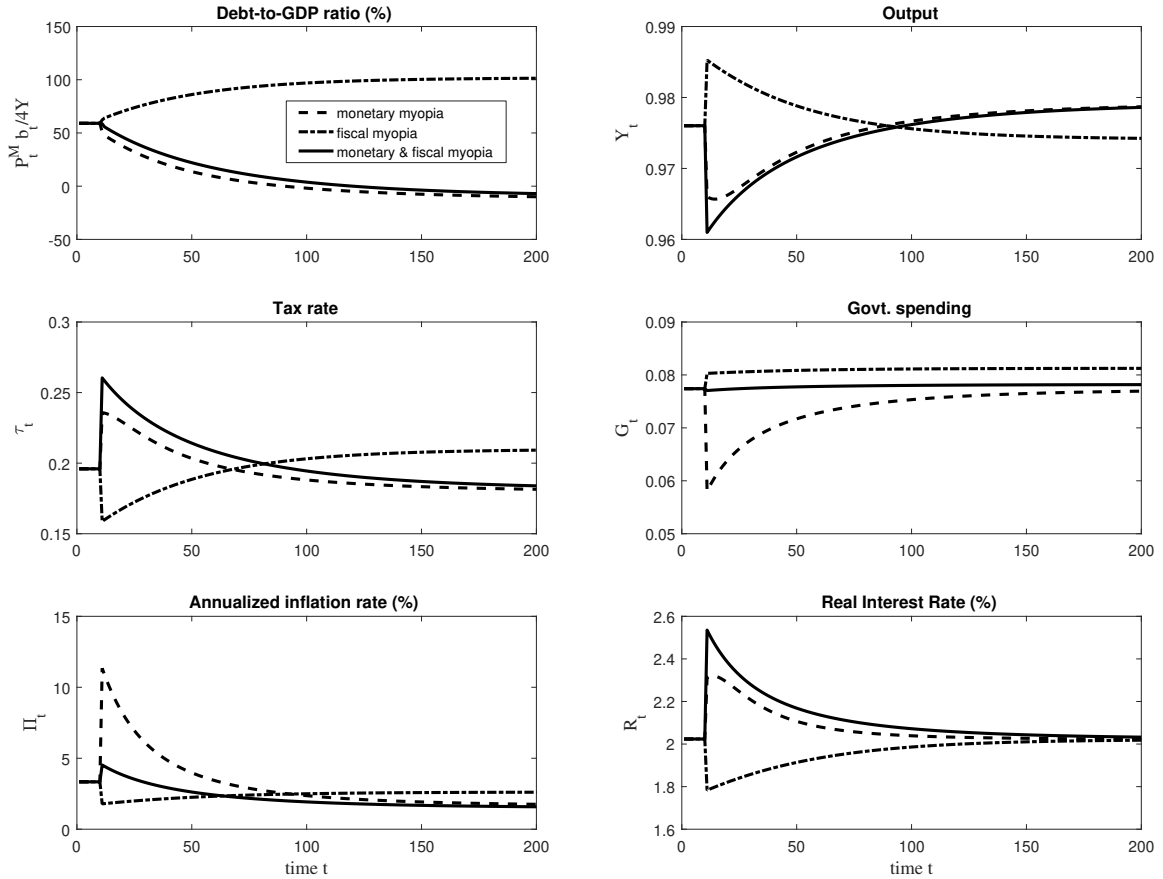 Debt-to-GDP ratio (%)
150
100
50
0
-50
P_t^M b_t/4Y
0 50 100 150 200
monetary myopia
fiscal myopia
monetary & fiscal myopia
Output
0.99
0.98
0.97
0.96
Y_t
0 50 100 150 200
Tax rate
0.3
0.25
0.2
0.15
τ_t
0 50 100 150 200
Govt. spending
0.09
0.08
0.07
0.06
0.05
G_t
0 50 100 150 200
Annualized inflation rate (%)
15
10
5
0
Π_t
0 50 100 150 200
time t
Real Interest Rate (%)
2.6
2.4
2.2
2
1.8
1.6
R_t
0 50 100 150 200
time t